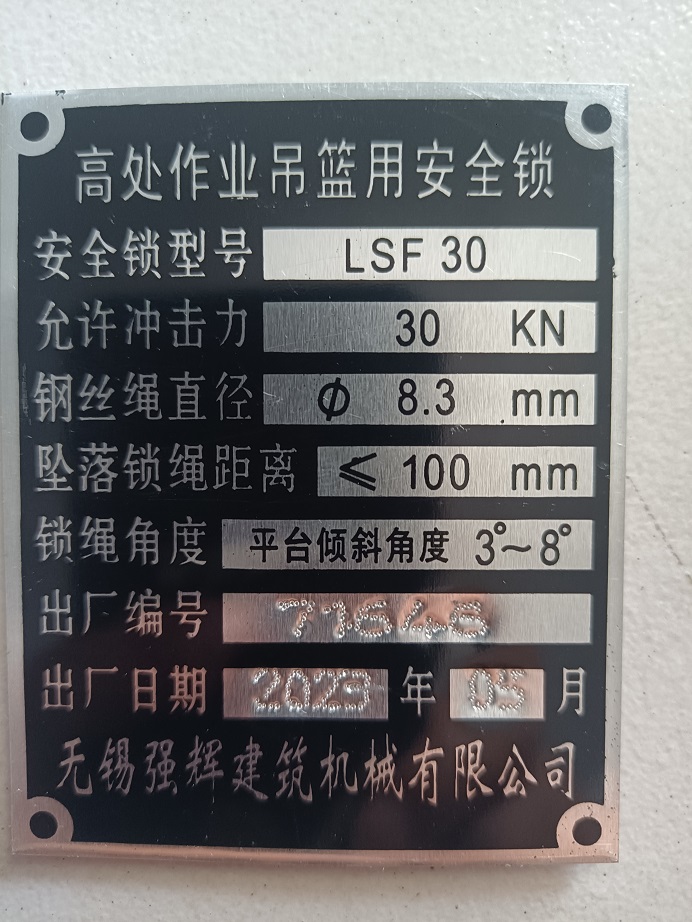 高处作业吊篮用安全锁
安全锁型号 LSF 30
允许冲击力 30 KN
钢丝绳直径 ϕ 8.3 mm
坠落锁绳距离 ≤ 100 mm
锁绳角度 平台倾斜角度 3°~8°
出厂编号 71646
出厂日期 2023 年 05 月
无锡强辉建筑机械有限公司